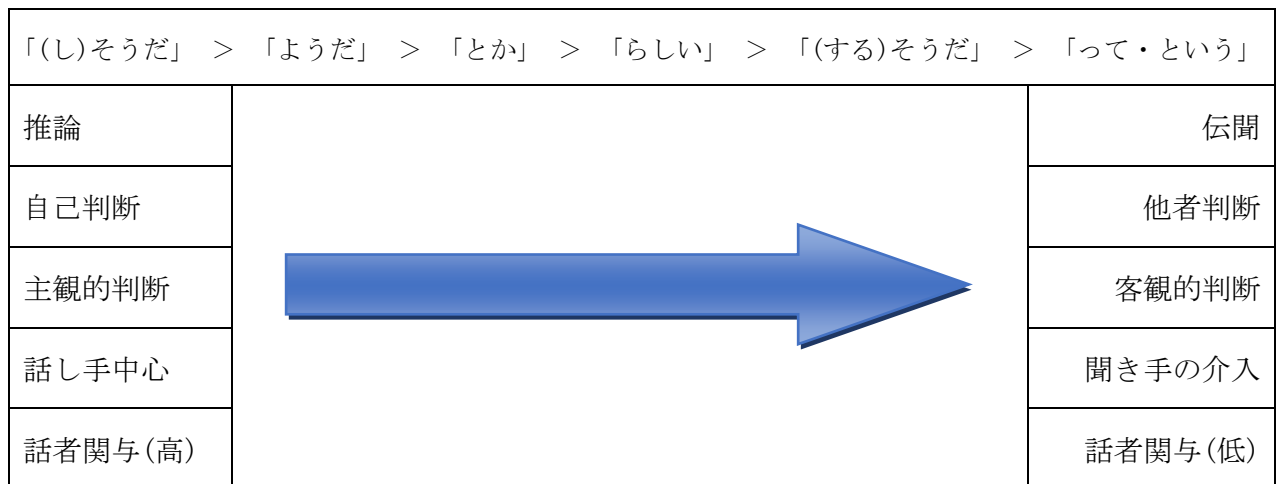 「(し)そうだ」 > 「ようだ」 > 「とか」 > 「らしい」 > 「(する)そうだ」 > 「って・という」
推論 伝聞
自己判断 他者判断
主観的判断 客観的判断
話し手中心 聞き手の介入
話者関与(高) 話者関与(低)